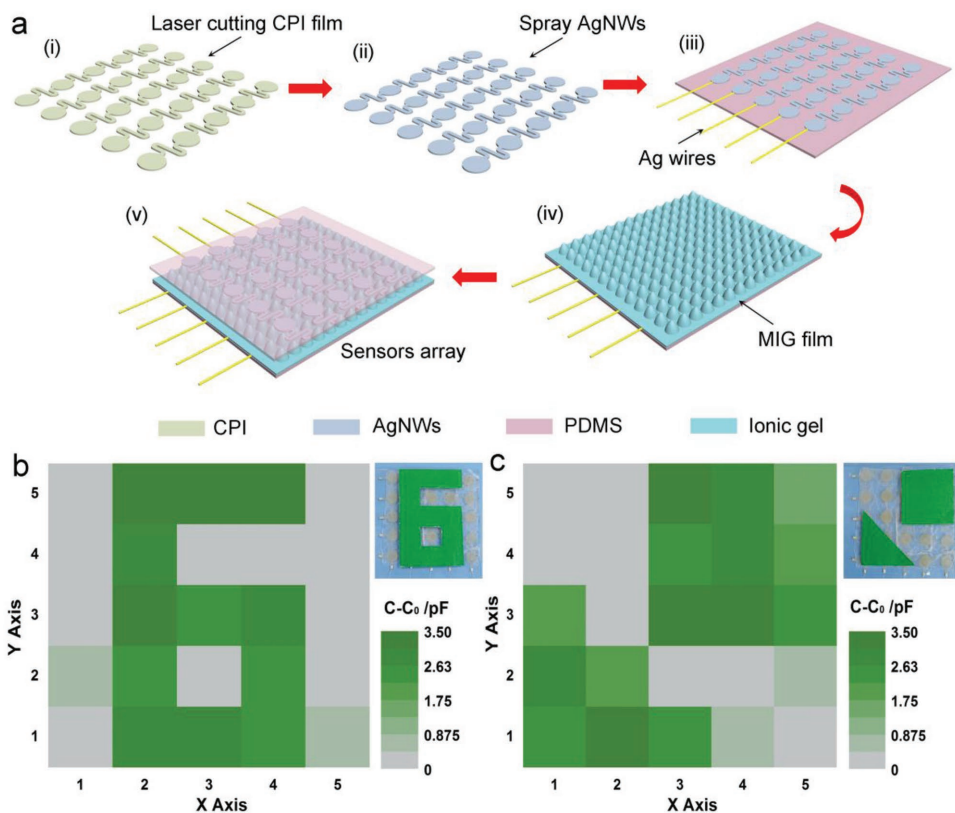 a
(i)
Laser cutting CPI film
(ii)
Spray AgNWs
(iii)
Ag wires
(iv)
MIG film
(v)
Sensors array
CPI
AgNWs
PDMS
Ionic gel
b
Y Axis
5
4
3
2
1
1 2 3 4 5
X Axis
C-C₀ /pF
3.50
2.63
1.75
0.875
0
c
Y Axis
5
4
3
2
1
1 2 3 4 5
X Axis
C-C₀ /pF
3.50
2.63
1.75
0.875
0